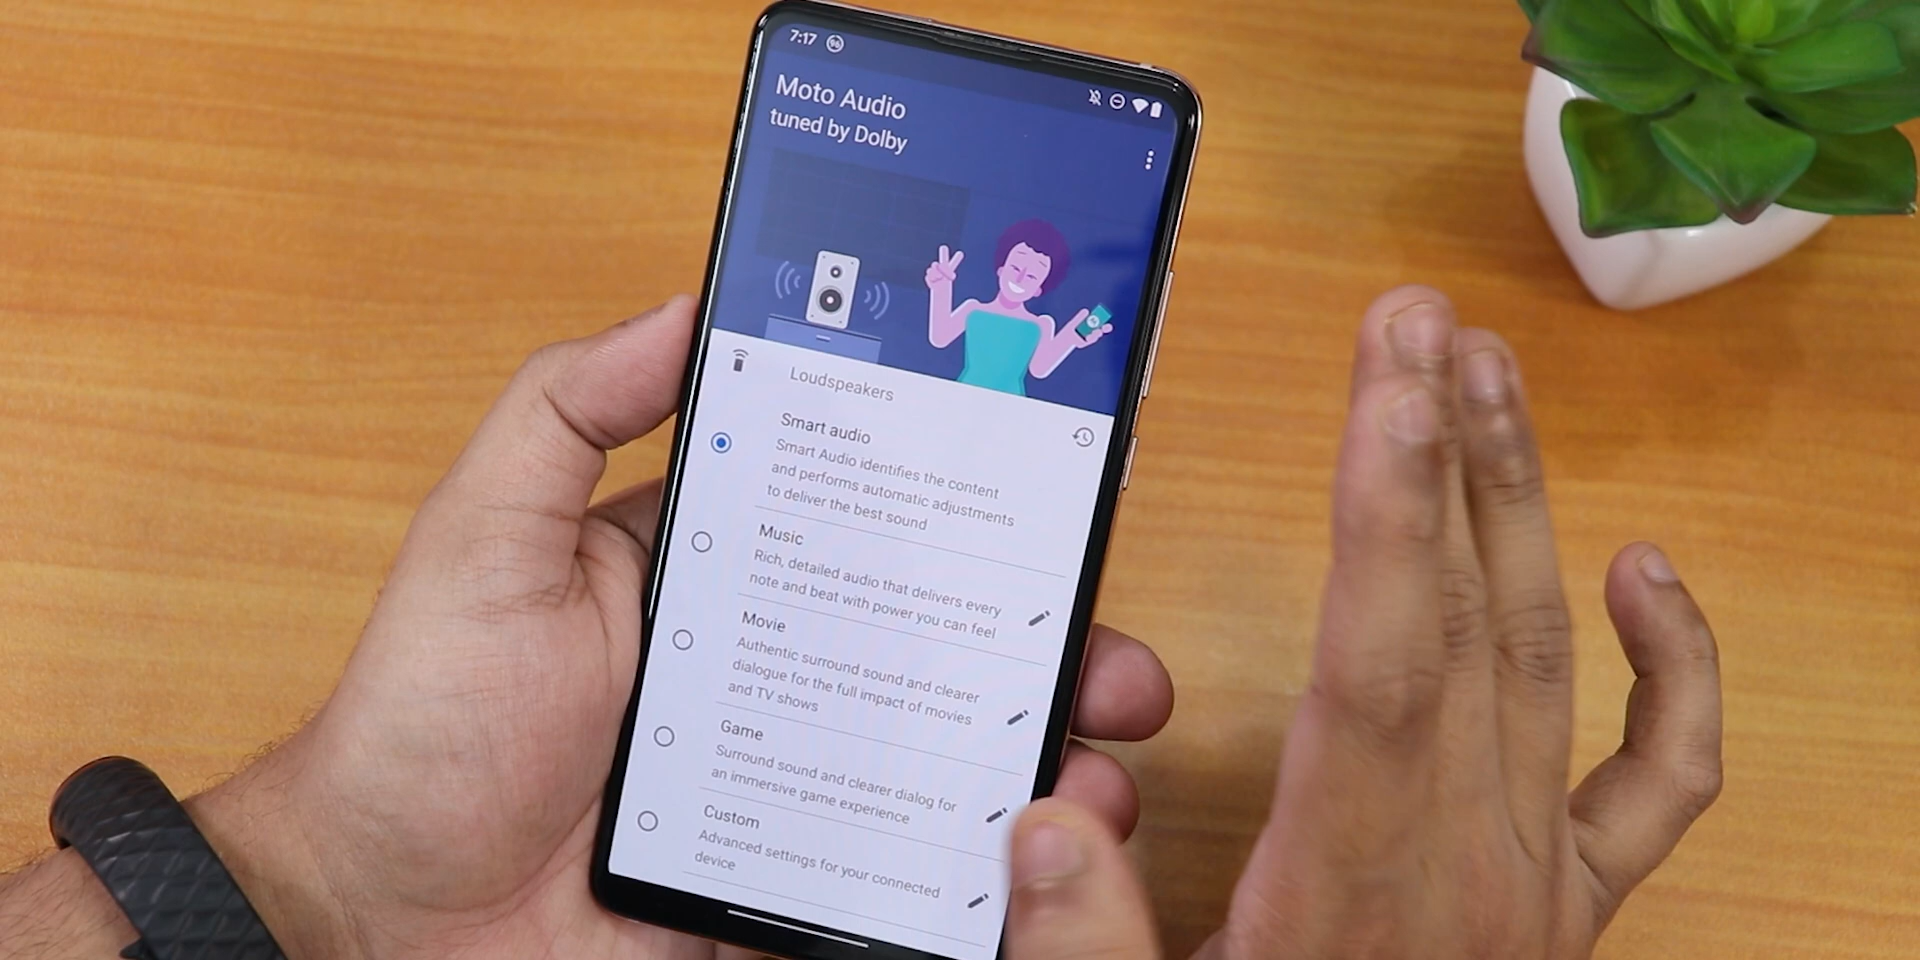 7:17 96
Moto Audio
tuned by Dolby
Loudspeakers
Smart audio
Smart Audio identifies the content
and performs automatic adjustments
to deliver the best sound
Music
Rich, detailed audio that delivers every
note and beat with power you can feel
Movie
Authentic surround sound and clearer
dialogue for the full impact of movies
and TV shows
Game
Surround sound and clearer dialog for
an immersive game experience
Custom
Advanced settings for your connected
device